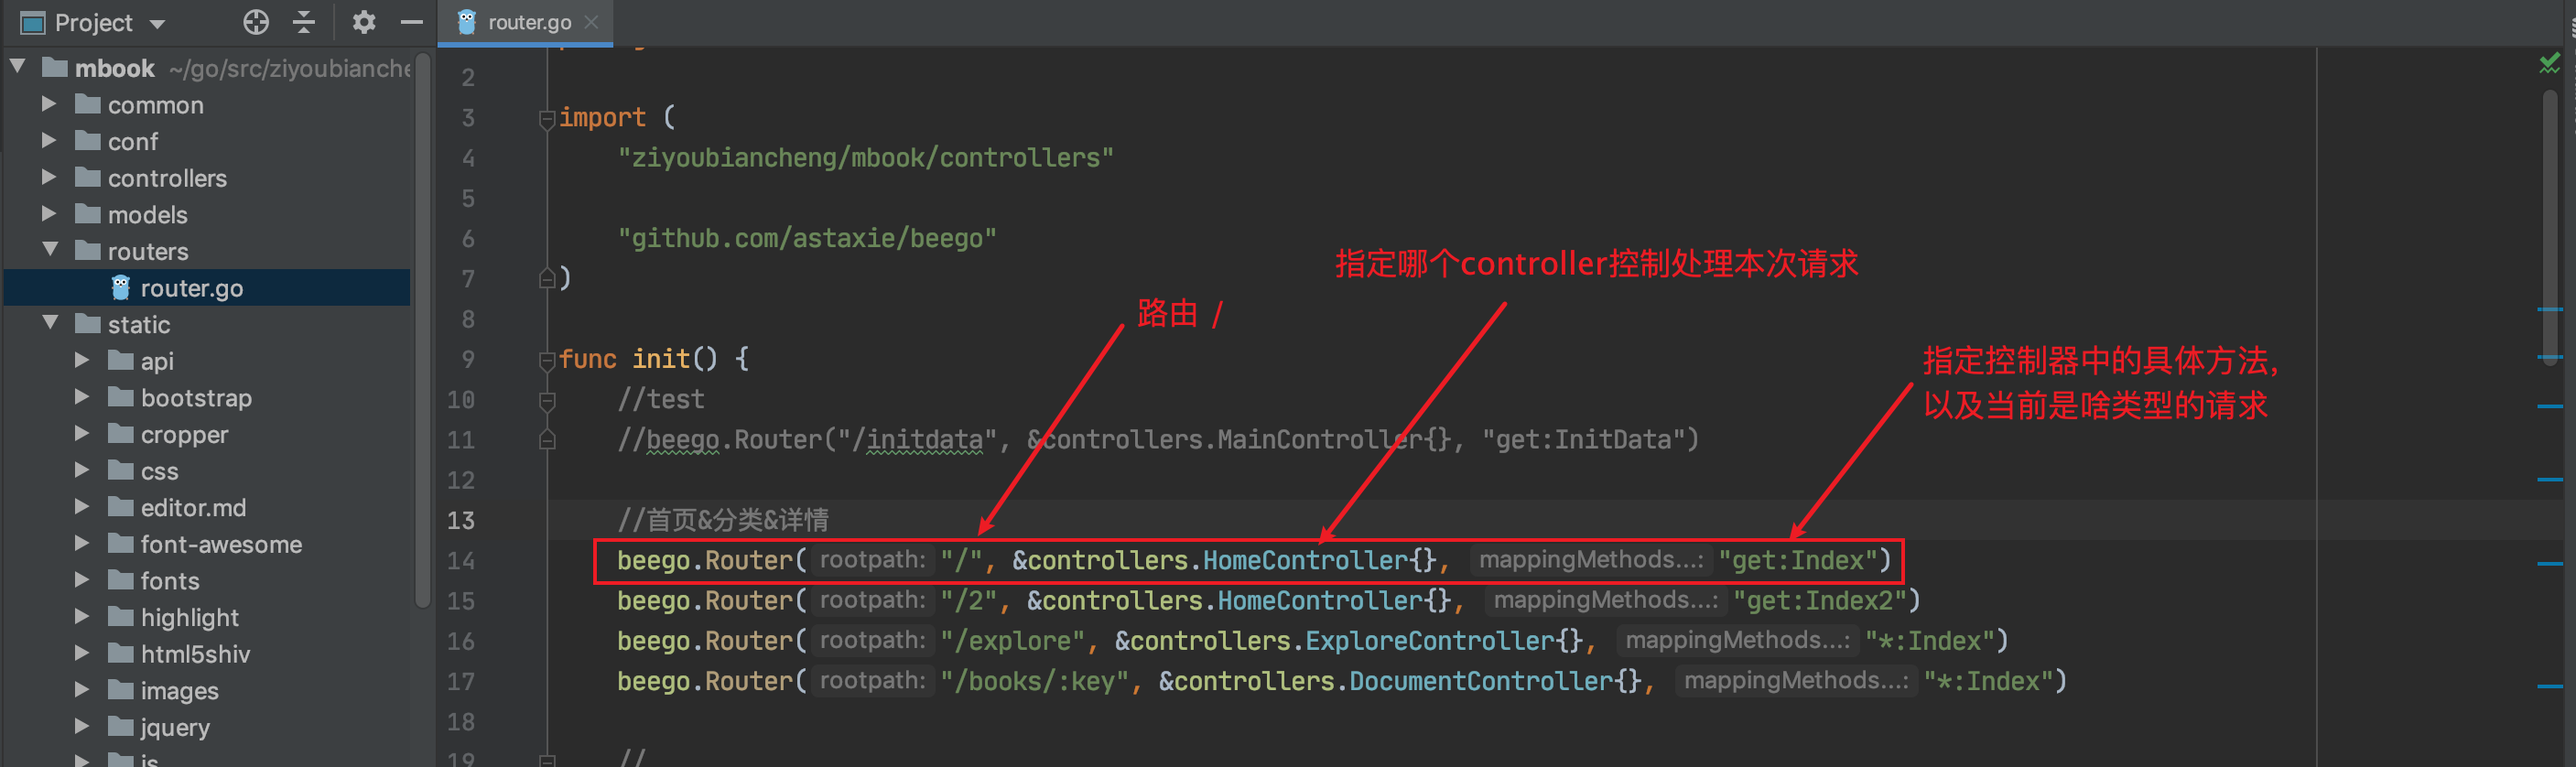 Project
router.go
mbook ~/go/src/ziyoubianche
common
conf
controllers
models
routers
router.go
static
api
bootstrap
cropper
css
editor.md
font-awesome
fonts
highlight
html5shiv
images
jquery
js
2
3 import (
4 "ziyoubiancheng/mbook/controllers"
5
6 "github.com/astaxie/beego"
7 )
8
9 func init() {
10 //test
11 //beego.Router("/initdata", &controllers.MainController{}, "get:InitData")
12
13 //首页&分类&详情
14 beego.Router( rootpath: "/", &controllers.HomeController{}, mappingMethods...: "get:Index")
15 beego.Router( rootpath: "/2", &controllers.HomeController{}, mappingMethods...: "get:Index2")
16 beego.Router( rootpath: "/explore", &controllers.ExploreController{}, mappingMethods...: "*:Index")
17 beego.Router( rootpath: "/books/:key", &controllers.DocumentController{}, mappingMethods...: "*:Index")
18
19 //
路由 /
指定哪个controller控制处理本次请求
指定控制器中的具体方法,
以及当前是啥类型的请求